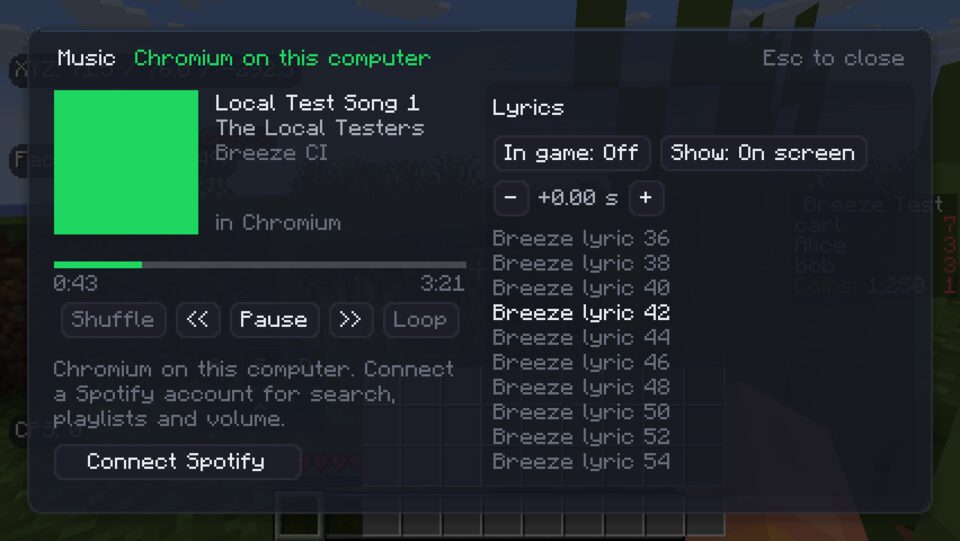 Music Chromium on this computer
Esc to close
Local Test Song 1
The Local Testers
Breeze CI
in Chromium
0:43
3:21
Shuffle << Pause >> Loop
Chromium on this computer. Connect
a Spotify account for search,
playlists and volume.
Connect Spotify
Lyrics
In game: Off Show: On screen
- +0.00 s +
Breeze lyric 36
Breeze lyric 38
Breeze lyric 40
Breeze lyric 42
Breeze lyric 44
Breeze lyric 46
Breeze lyric 48
Breeze lyric 50
Breeze lyric 52
Breeze lyric 54
Breeze Test
carl
Alice 3
bob 3
Coins: 1,250 1